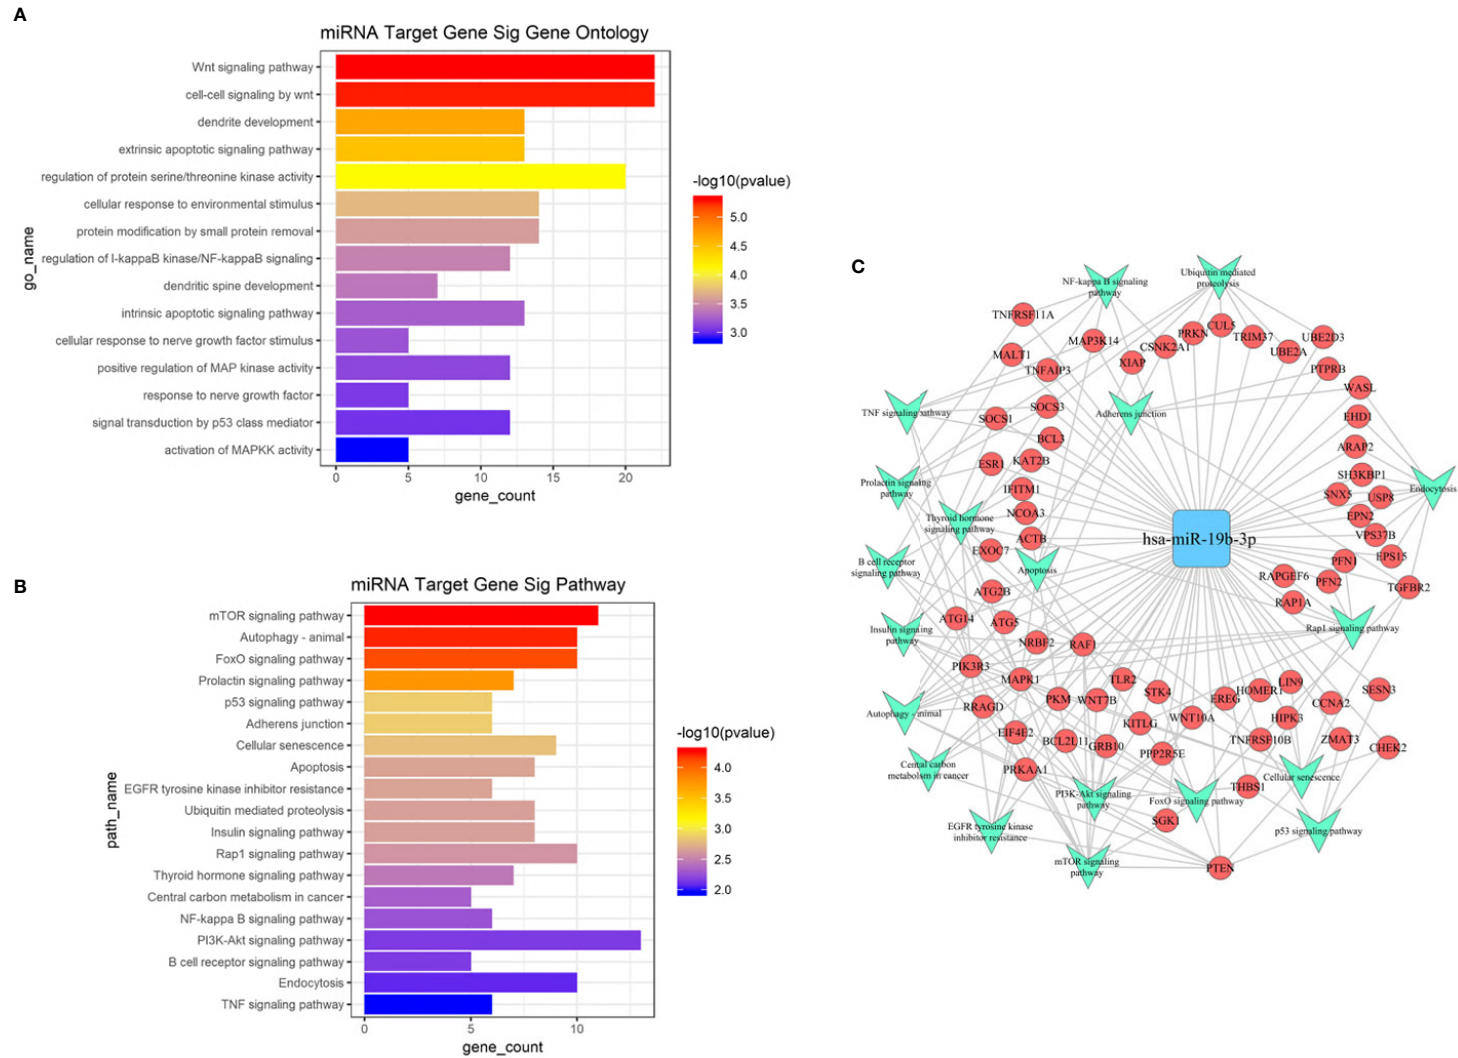 A
miRNA Target Gene Sig Gene Ontology
Wnt signaling pathway
cell-cell signaling by wnt
dendrite development
extrinsic apoptotic signaling pathway
regulation of protein serine/threonine kinase activity
cellular response to environmental stimulus
protein modification by small protein removal
regulation of I-kappaB kinase/NF-kappaB signaling
dendritic spine development
intrinsic apoptotic signaling pathway
cellular response to nerve growth factor stimulus
positive regulation of MAP kinase activity
response to nerve growth factor
signal transduction by p53 class mediator
activation of MAPKK activity
go_name
0 5 10 15 20
gene_count
-log10(pvalue)
5.0
4.5
4.0
3.5
3.0
B
miRNA Target Gene Sig Pathway
mTOR signaling pathway
Autophagy - animal
FoxO signaling pathway
Prolactin signaling pathway
p53 signaling pathway
Adherens junction
Cellular senescence
Apoptosis
EGFR tyrosine kinase inhibitor resistance
Ubiquitin mediated proteolysis
Insulin signaling pathway
Rap1 signaling pathway
Thyroid hormone signaling pathway
Central carbon metabolism in cancer
NF-kappa B signaling pathway
PI3K-Akt signaling pathway
B cell receptor signaling pathway
Endocytosis
TNF signaling pathway
path_name
0 5 10
gene_count
-log10(pvalue)
4.0
3.5
3.0
2.5
2.0
C
Ubiquitin mediated
proteolysis
NF-kappa B signaling
pathway
TNFRSF11A
MAP3K14
CSNK2A1
PRKN
CUL5
TRIM37
UBE2A
UBE2D3
MALT1
TNFAIP3
XIAP
PTPRB
WASL
TNF signaling pathway
SOCS1
SOCS3
Adherens junction
EHD1
BCL3
ARAP2
ESR1
KAT2B
SH3KBP1
Prolactin signaling
pathway
IFITM1
SNX5
USP8
Endocytosis
Thyroid hormone
signaling pathway
NCOA3
EPN2
ACTB
hsa-miR-19b-3p
VPS37B
EXOC7
EPS15
B cell receptor
signaling pathway
Apoptosis
PFN1
RAPGEF6
PFN2
TGFBR2
ATG2B
RAP1A
ATG14
ATG5
Insulin signaling
pathway
Rap1 signaling pathway
NRBF2
RAF1
PIK3R3
MAPK1
TLR2
STK4
LIN9
HOMER1
SESN3
PKM
WNT7B
EREG
CCNA2
RRAGD
Autophagy - animal
KITLG
WNT10A
HIPK3
EIF4E2
BCL2L11
GRB10
PPP2R5E
TNFRSF10B
ZMAT3
CHEK2
Cental carbon
metabolism in cancer
PRKAA1
Cellular senescence
PI3K-Akt signaling
pathway
FoxO signaling pathway
THBS1
SGK1
EGFR tyrosine kinase
inhibitor resistance
p53 signaling pathway
mTOR signaling
pathway
PTEN